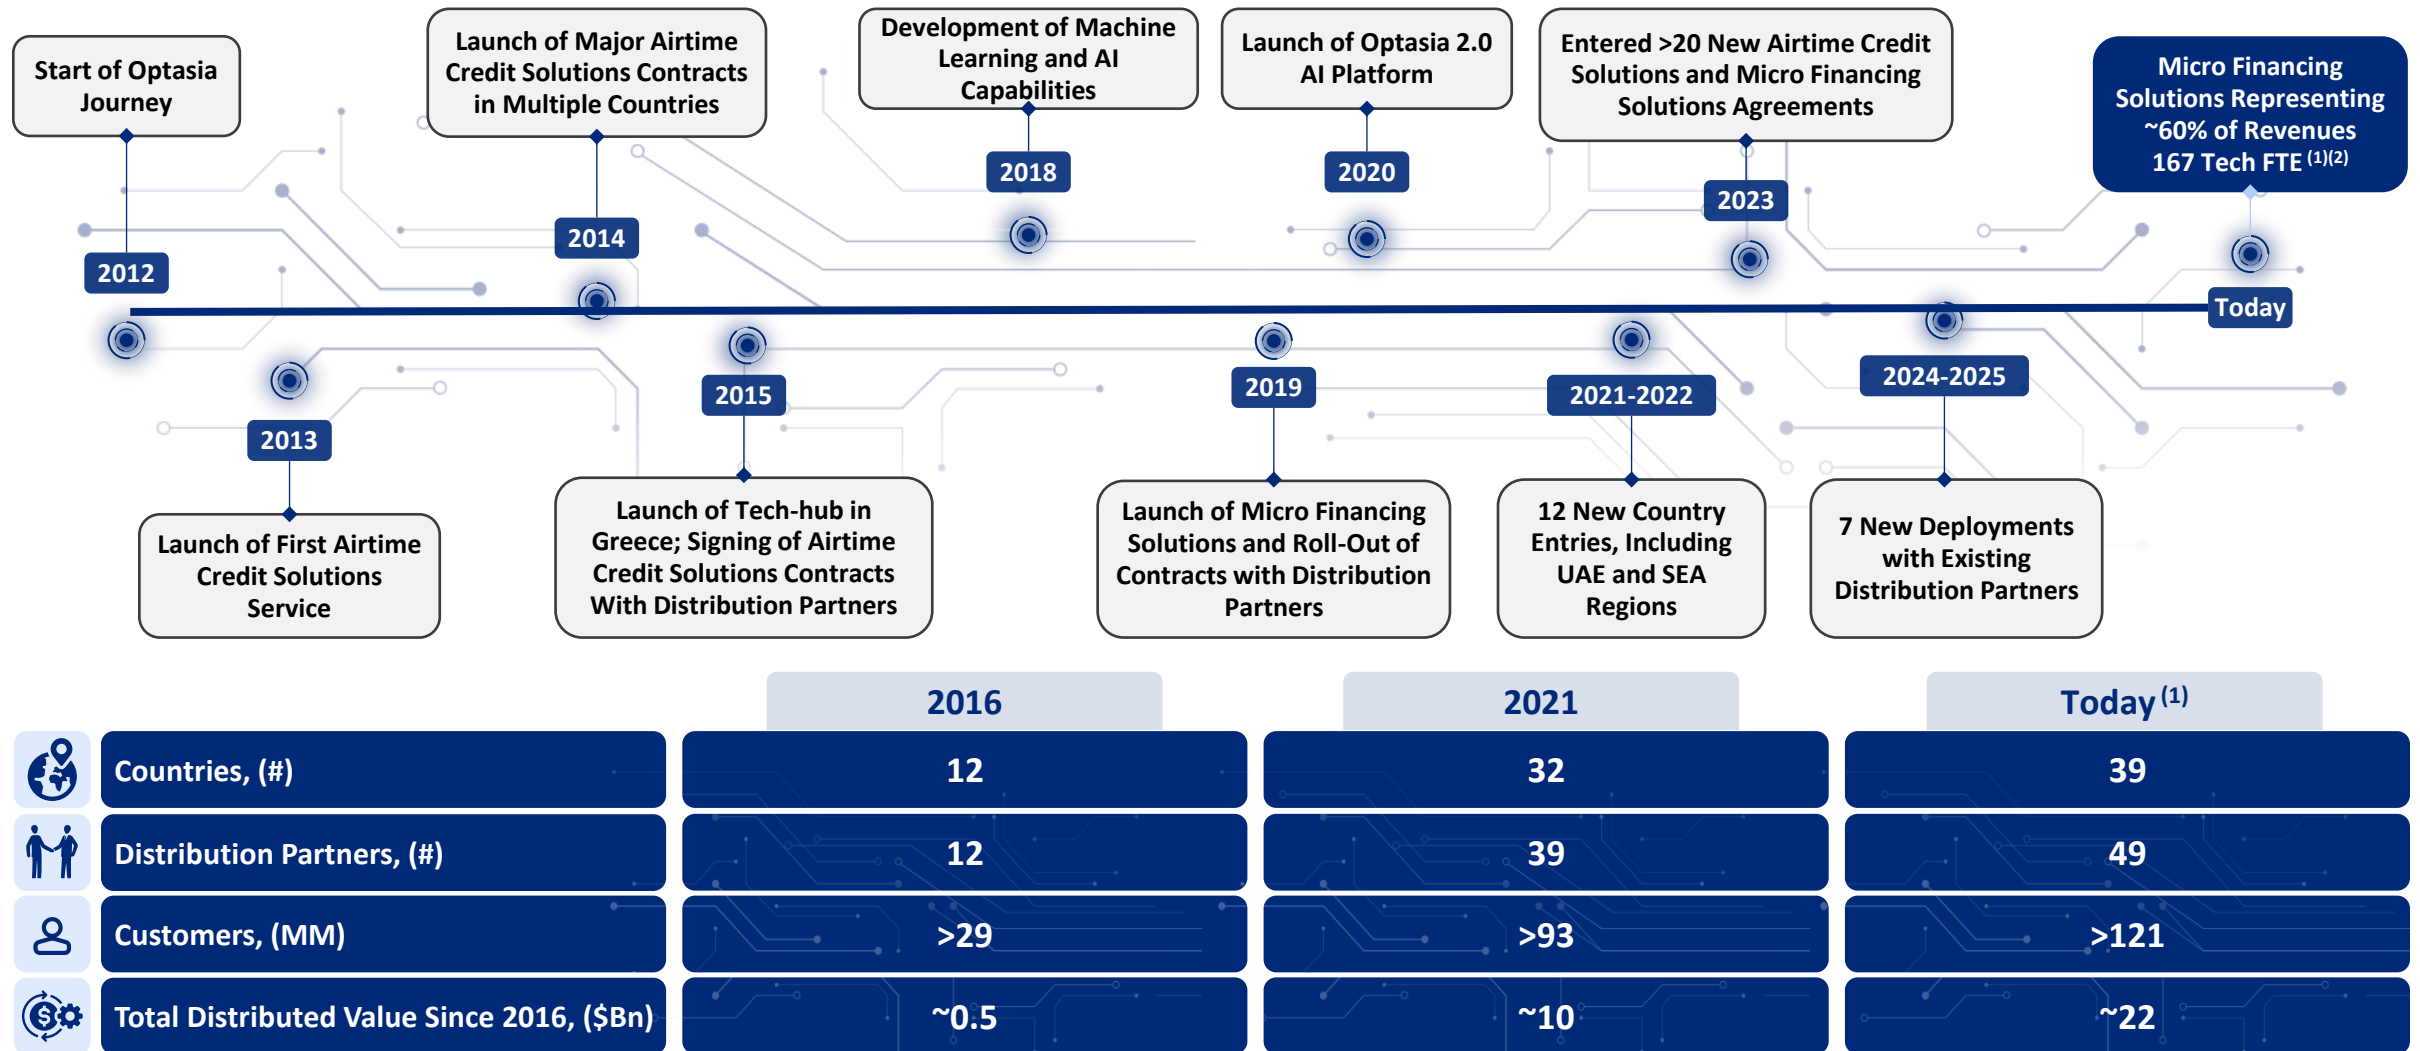 Start of Optasia
Journey
2012
Launch of First Airtime
Credit Solutions
Service
2013
Launch of Major Airtime
Credit Solutions Contracts
in Multiple Countries
2014
2015
Launch of Tech-hub in
Greece; Signing of Airtime
Credit Solutions Contracts
With Distribution Partners
Development of Machine
Learning and AI
Capabilities
2018
2019
Launch of Micro Financing
Solutions and Roll-Out of
Contracts with Distribution
Partners
Launch of Optasia 2.0
AI Platform
2020
2021-2022
12 New Country
Entries, Including
UAE and SEA
Regions
Entered >20 New Airtime Credit
Solutions and Micro Financing
Solutions Agreements
2023
2024-2025
7 New Deployments
with Existing
Distribution Partners
Micro Financing
Solutions Representing
~60% of Revenues
167 Tech FTE (1)(2)
Today
2016 2021 Today (1)
Countries, (#) 12 32 39
Distribution Partners, (#) 12 39 49
Customers, (MM) >29 >93 >121
Total Distributed Value Since 2016, ($Bn) ~0.5 ~10 ~22